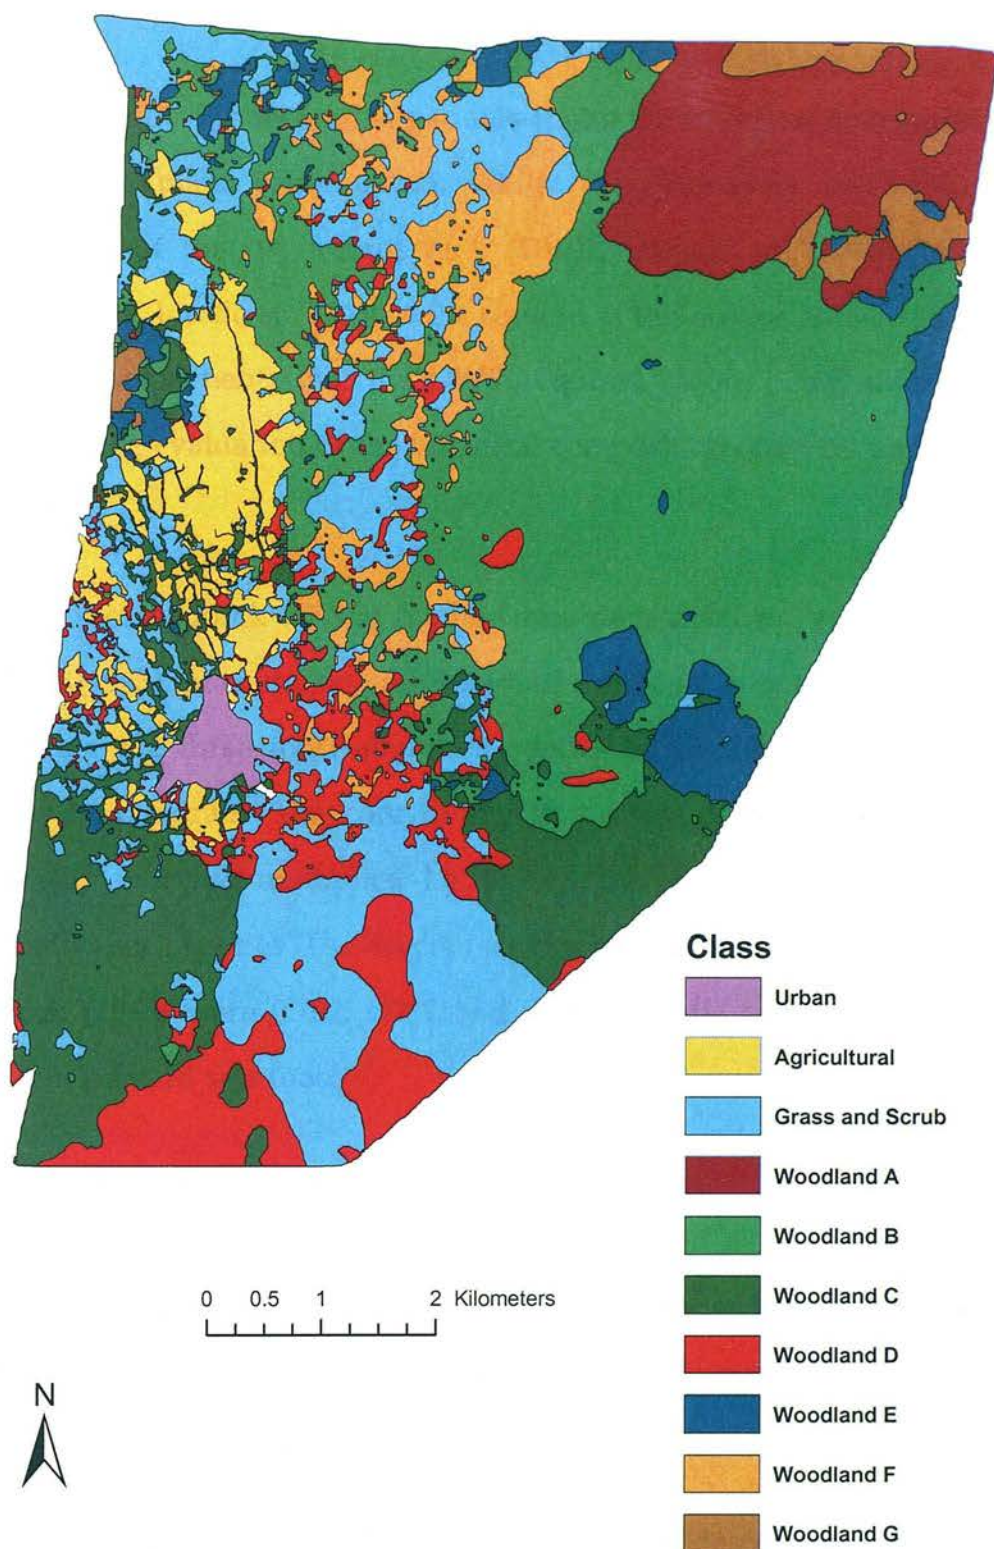 Class
Urban
Agricultural
Grass and Scrub
Woodland A
Woodland B
Woodland C
Woodland D
Woodland E
Woodland F
Woodland G
0 0.5 1 2 Kilometers
N